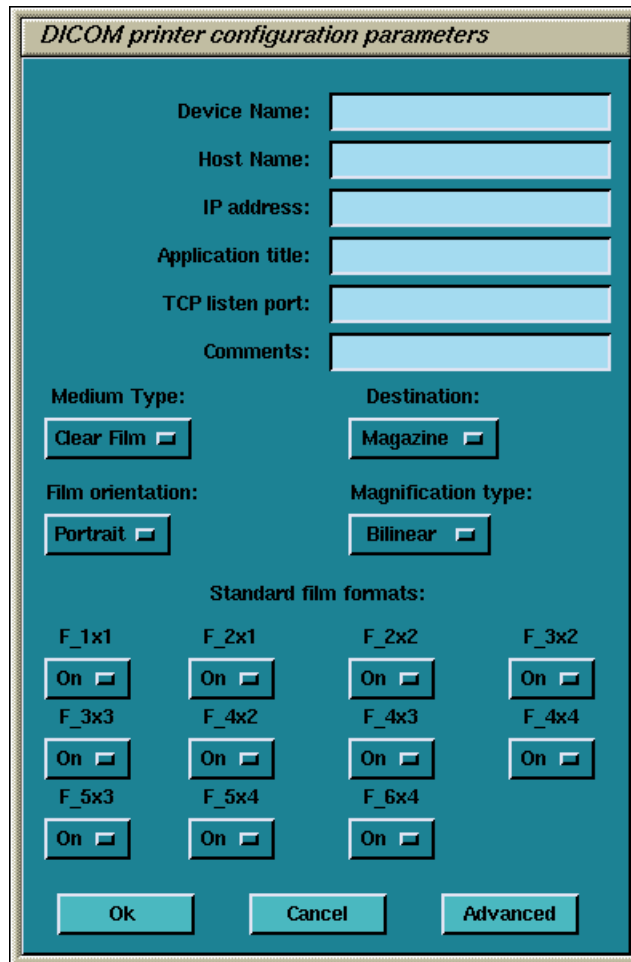 DICOM printer configuration parameters
Device Name:
Host Name:
IP address:
Application title:
TCP listen port:
Comments:
Medium Type: Destination:
Clear Film Magazine
Film orientation: Magnification type:
Portrait Bilinear
Standard film formats:
F_1x1 F_2x1 F_2x2 F_3x2
On On On On
F_3x3 F_4x2 F_4x3 F_4x4
On On On On
F_5x3 F_5x4 F_6x4
On On On
Ok Cancel Advanced